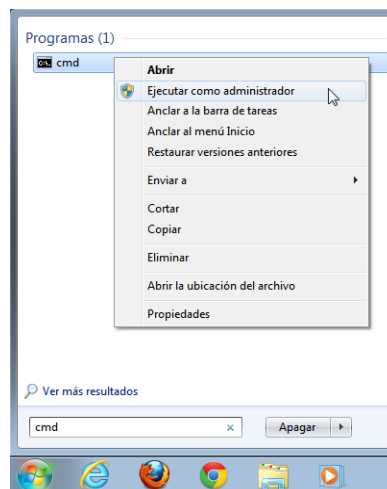 Programas (1)
cmd
Abrir
Ejecutar como administrador
Anclar a la barra de tareas
Anclar al menú Inicio
Restaurar versiones anteriores
Enviar a
Cortar
Copiar
Eliminar
Abrir la ubicación del archivo
Propiedades
Ver más resultados
cmd
Apagar